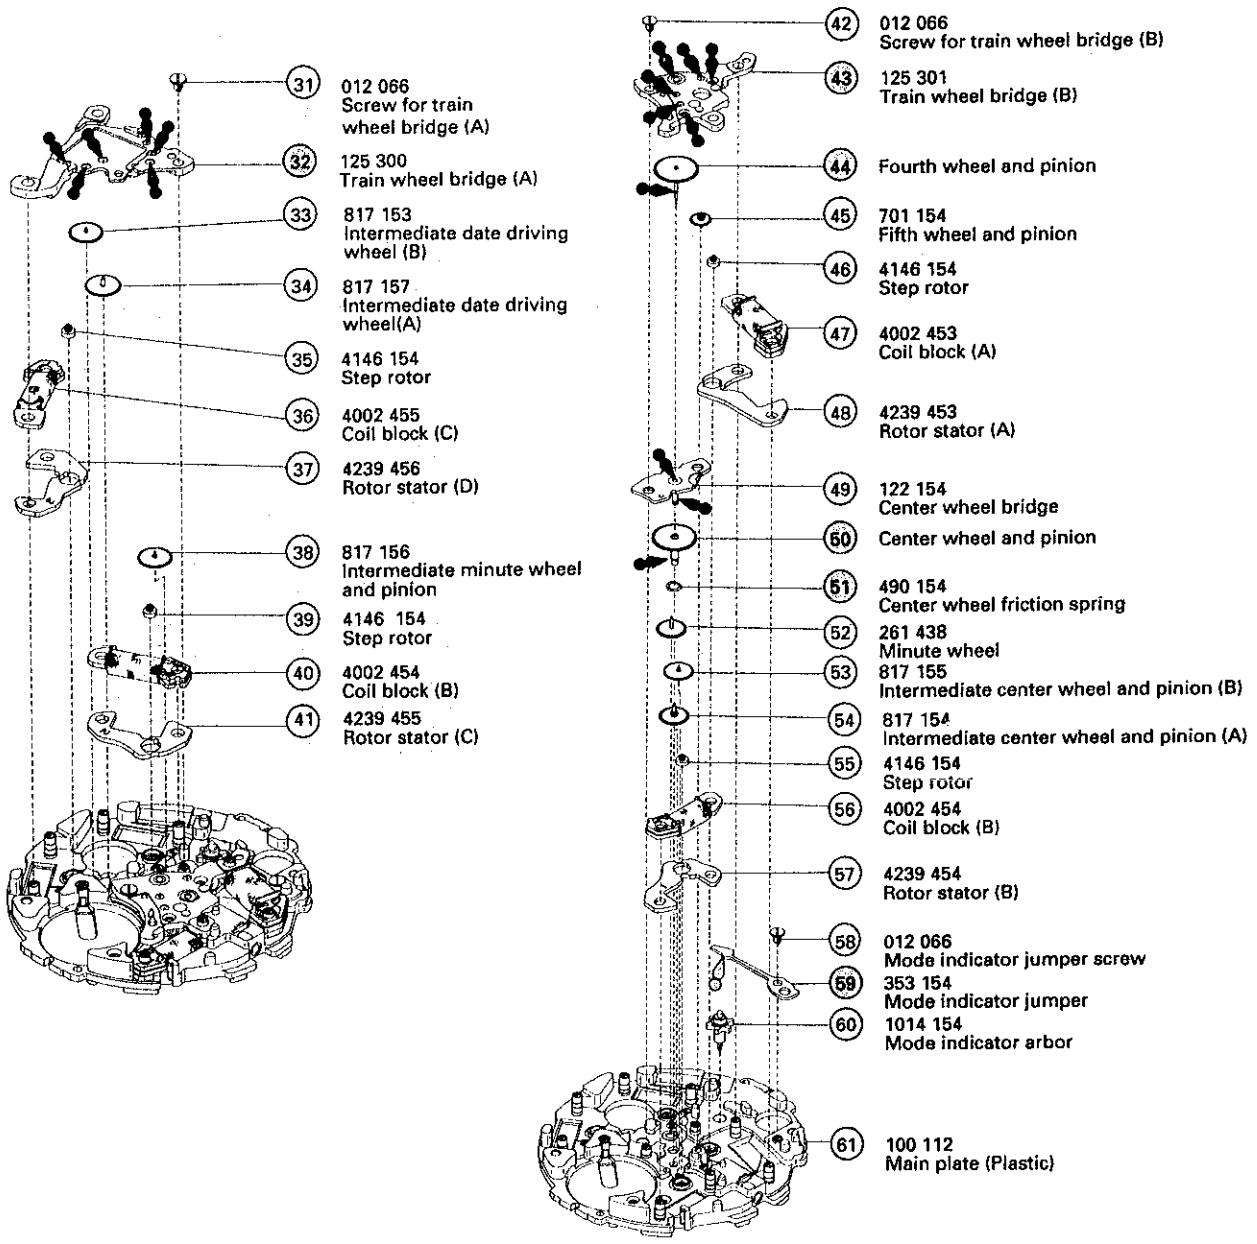 31 012 066
Screw for train
wheel bridge (A)
32 125 300
Train wheel bridge (A)
33 817 153
Intermediate date driving
wheel (B)
34 817 157
Intermediate date driving
wheel(A)
35 4146 154
Step rotor
36 4002 455
Coil block (C)
37 4239 456
Rotor stator (D)
38 817 156
Intermediate minute wheel
and pinion
39 4146 154
Step rotor
40 4002 454
Coil block (B)
41 4239 455
Rotor stator (C)
42 012 066
Screw for train wheel bridge (B)
43 125 301
Train wheel bridge (B)
44 Fourth wheel and pinion
45 701 154
Fifth wheel and pinion
46 4146 154
Step rotor
47 4002 453
Coil block (A)
48 4239 453
Rotor stator (A)
49 122 154
Center wheel bridge
50 Center wheel and pinion
51 490 154
Center wheel friction spring
52 261 438
Minute wheel
53 817 155
Intermediate center wheel and pinion (B)
54 817 154
Intermediate center wheel and pinion (A)
55 4146 154
Step rotor
56 4002 454
Coil block (B)
57 4239 454
Rotor stator (B)
58 012 066
Mode indicator jumper screw
59 353 154
Mode indicator jumper
60 1014 154
Mode indicator arbor
61 100 112
Main plate (Plastic)